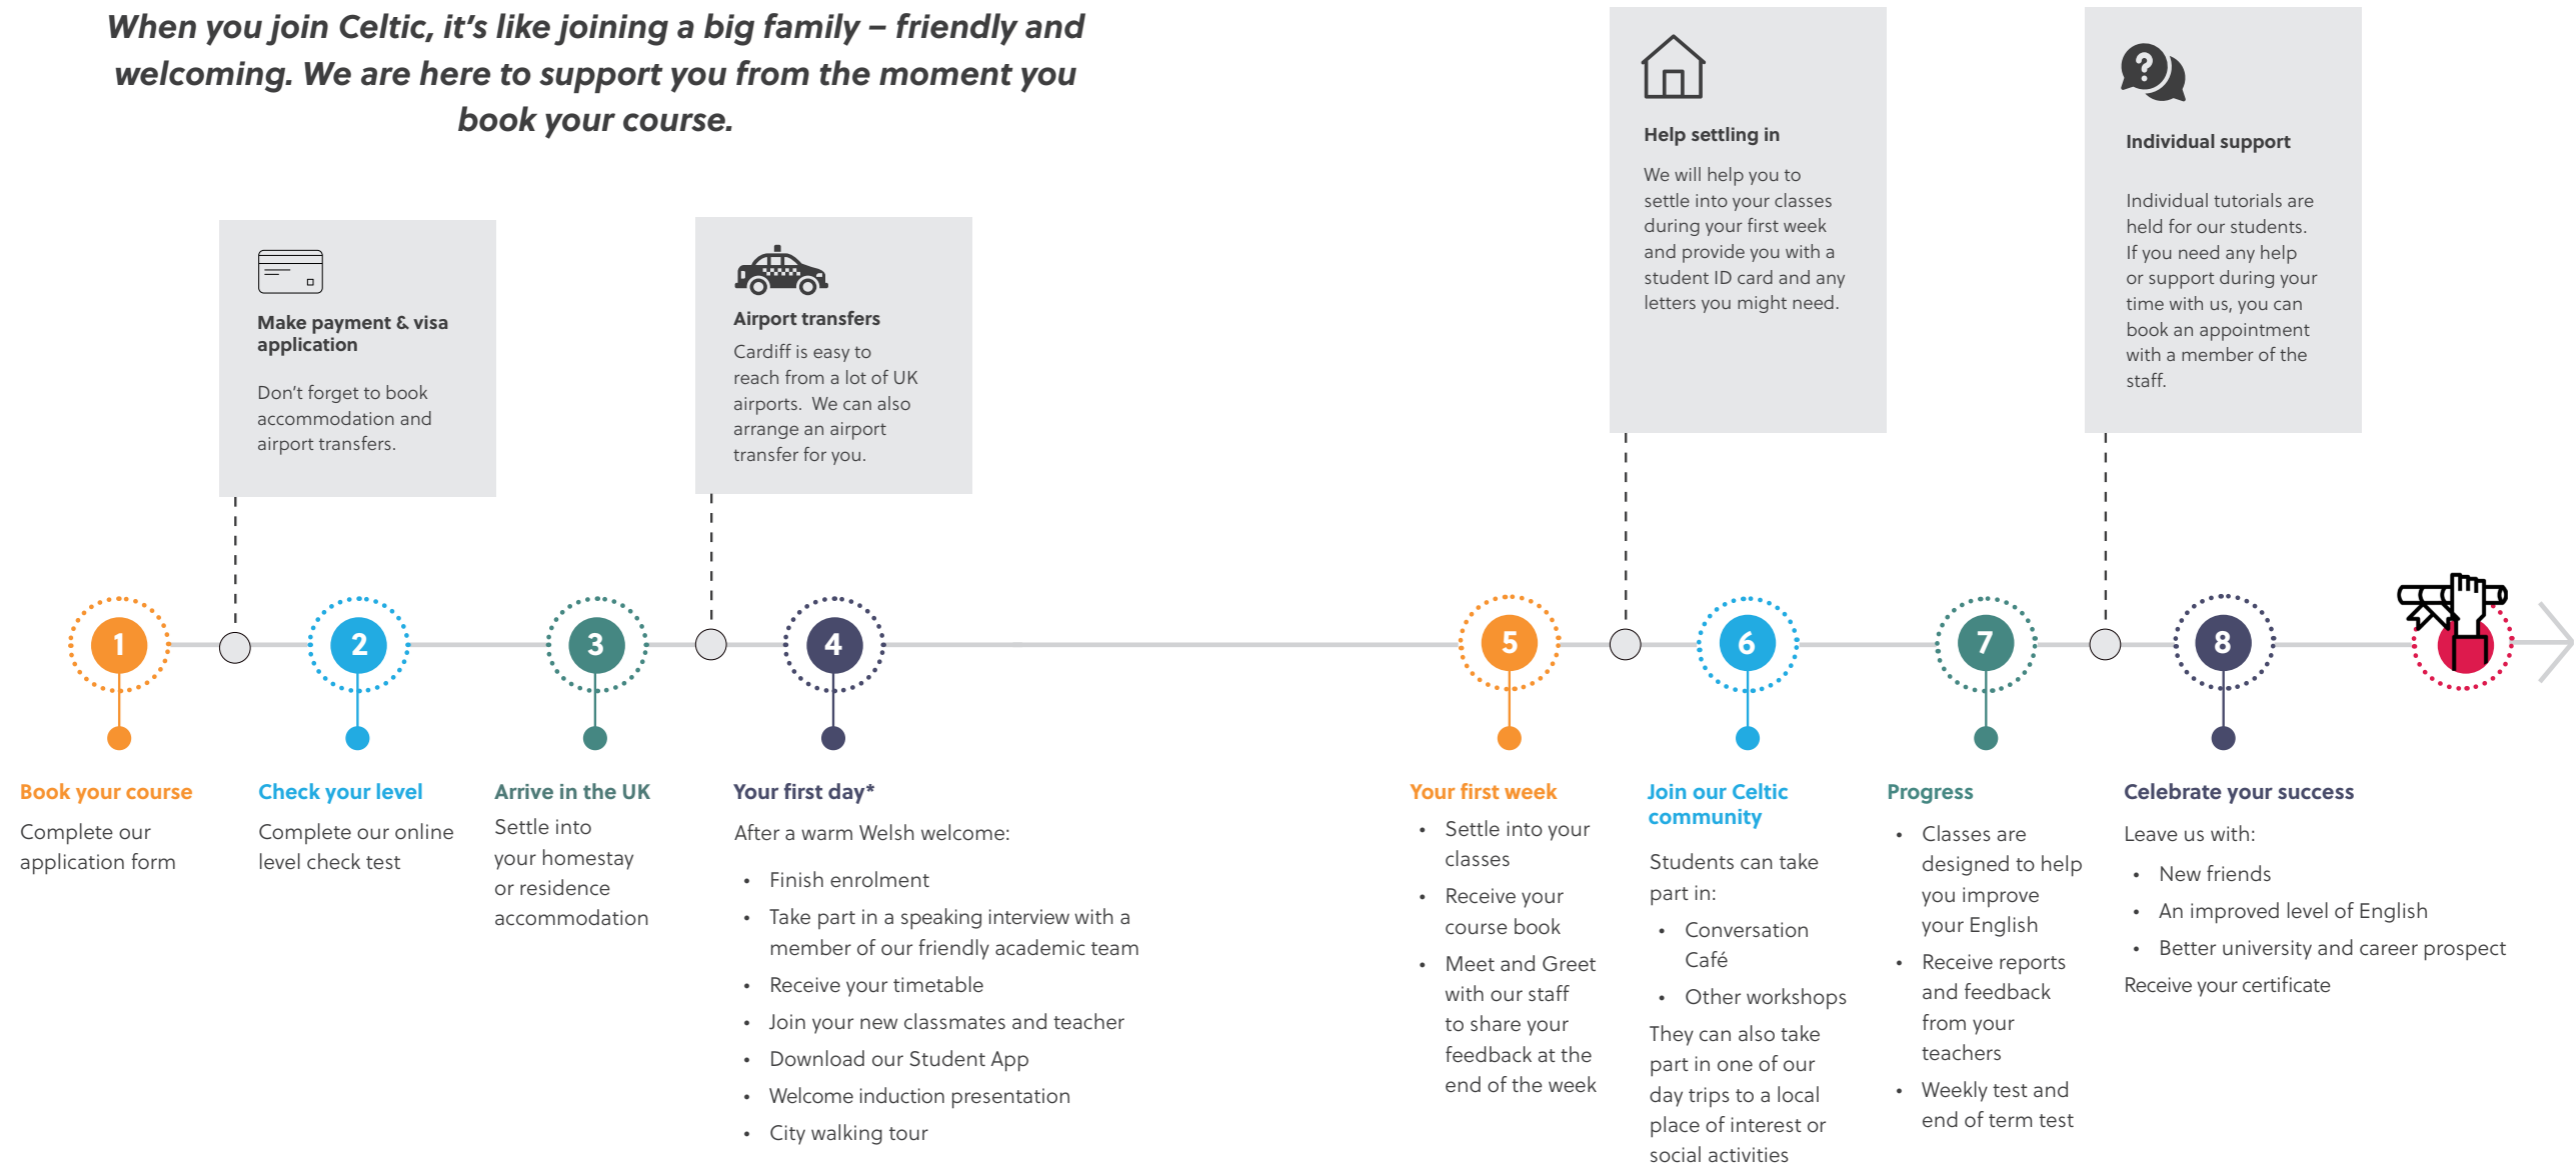 When you join Celtic, it's like joining a big family – friendly and
welcoming. We are here to support you from the moment you
book your course.
Make payment & visa
application
Don't forget to book
accommodation and
airport transfers.
Airport transfers
Cardiff is easy to
reach from a lot of UK
airports.  We can also
arrange an airport
transfer for you.
Help settling in
We will help you to
settle into your classes
during your first week
and provide you with a
student ID card and any
letters you might need.
Individual support
Individual tutorials are
held for our students.
If you need any help
or support during your
time with us, you can
book an appointment
with a member of the
staff.
1
Book your course
Complete our
application form
2
Check your level
Complete our online
level check test
3
Arrive in the UK
Settle into
your homestay
or residence
accommodation
4
Your first day*
After a warm Welsh welcome:
• Finish enrolment
• Take part in a speaking interview with a
member of our friendly academic team
• Receive your timetable
• Join your new classmates and teacher
• Download our Student App
• Welcome induction presentation
• City walking tour
5
Your first week
• Settle into your
classes
• Receive your
course book
• Meet and Greet
with our staff
to share your
feedback at the
end of the week
6
Join our Celtic
community
Students can take
part in:
• Conversation
Café
• Other workshops
They can also take
part in one of our
day trips to a local
place of interest or
social activities
7
Progress
• Classes are
designed to help
you improve
your English
• Receive reports
and feedback
from your
teachers
• Weekly test and
end of term test
8
Celebrate your success
Leave us with:
• New friends
• An improved level of English
• Better university and career prospect
Receive your certificate